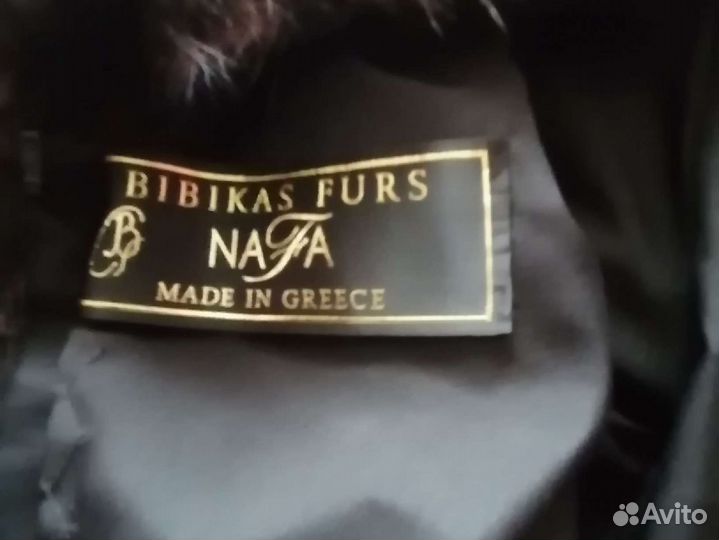 BIBIKAS FURS
B
NAFA
MADE IN GREECE
Avito